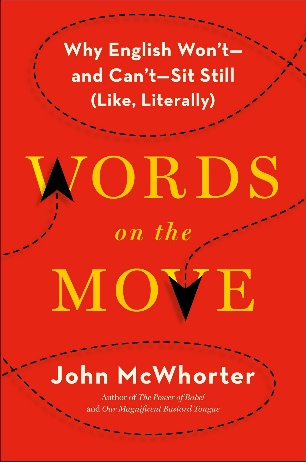 Why English Won't—
and Can't—Sit Still
(Like, Literally)
WORDS
on the
MOVE
John McWhorter
Author of The Power of Babel
and Our Magnificent Bastard Tongue